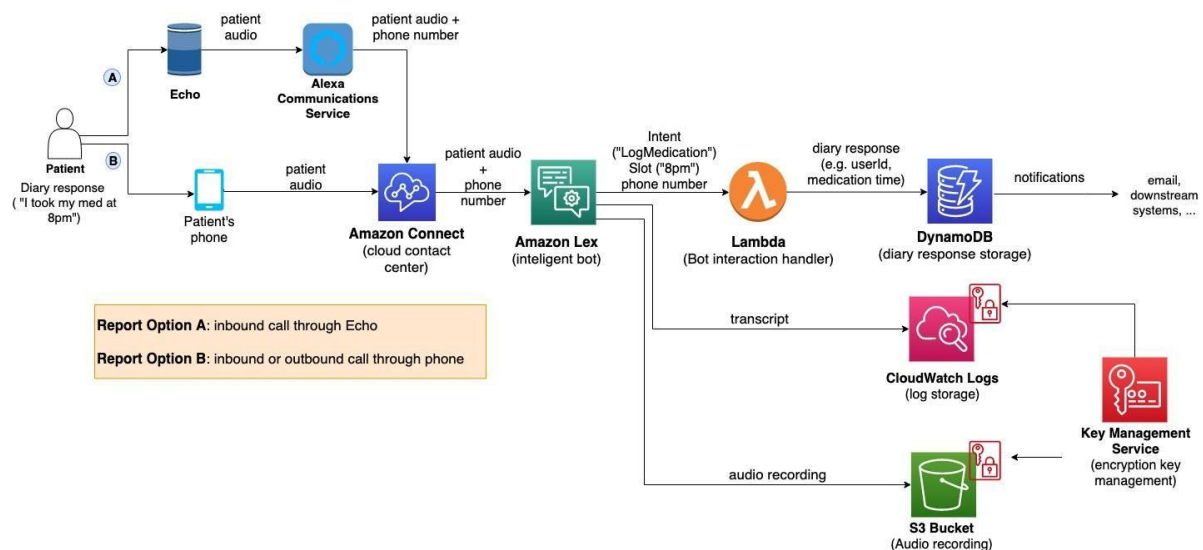 patient
audio
patient audio +
phone number
A
Echo
Alexa
Communications
Service
B
Patient
Diary response
( "I took my med at
8pm")
Patient's
phone
patient
audio
Amazon Connect
(cloud contact
center)
patient audio
+
phone
number
Amazon Lex
(inteligent bot)
Intent
("LogMedication")
Slot ("8pm")
phone number
Lambda
(Bot interaction handler)
diary response
(e.g. userId,
medication time)
DynamoDB
(diary response storage)
notifications
email,
downstream
systems, ...
Report Option A: inbound call through Echo
Report Option B: inbound or outbound call through phone
transcript
CloudWatch Logs
(log storage)
Key Management
Service
(encryption key
management)
audio recording
S3 Bucket
(Audio recording)